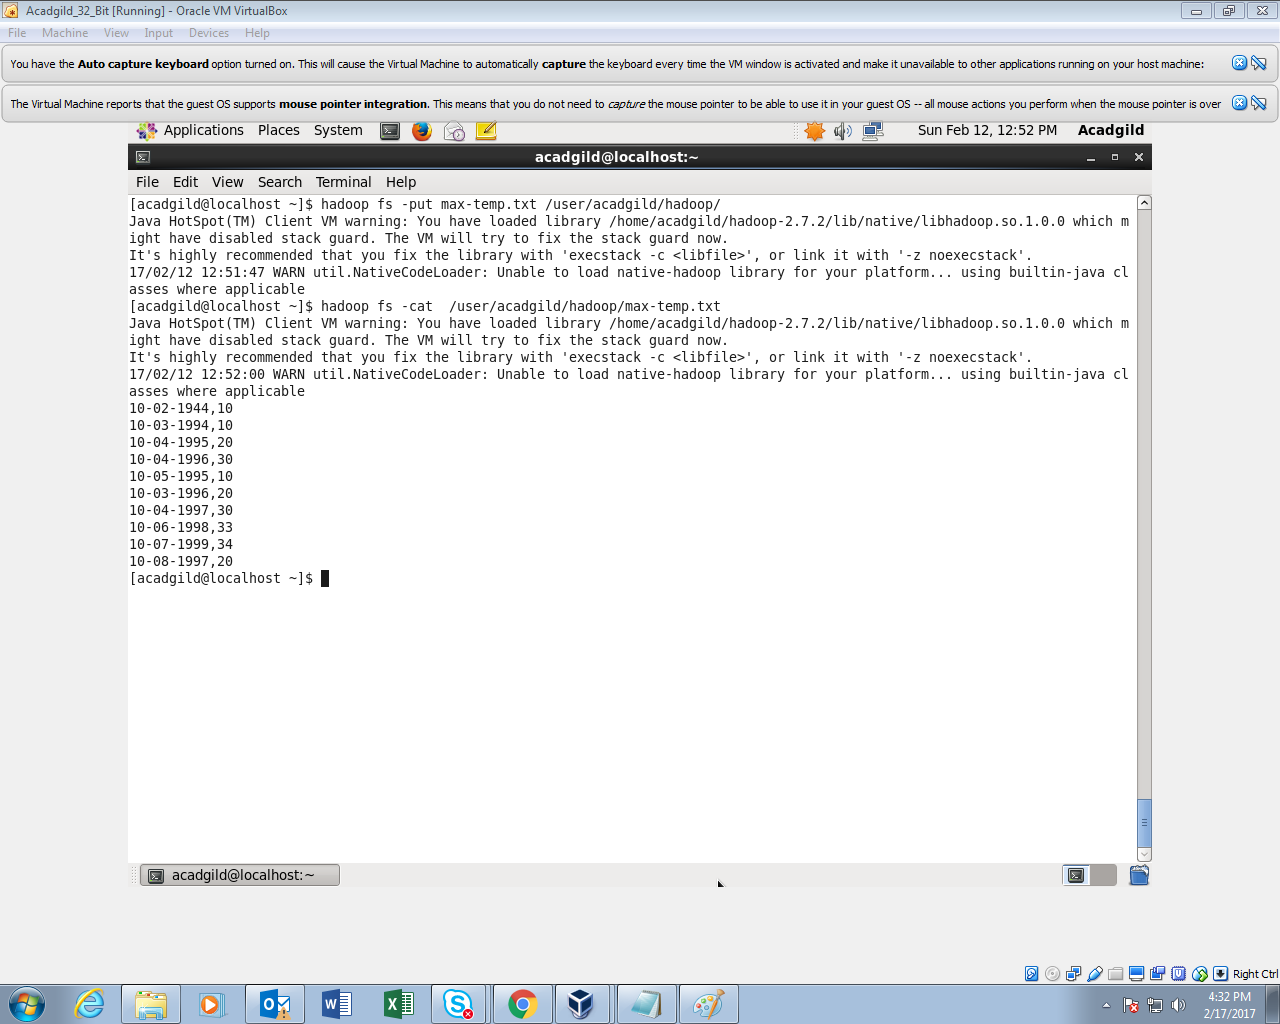 Acadgild_32_Bit [Running] - Oracle VM VirtualBox
File Machine View Input Devices Help
You have the Auto capture keyboard option turned on. This will cause the Virtual Machine to automatically capture the keyboard every time the VM window is activated and make it unavailable to other applications running on your host machine:
The Virtual Machine reports that the guest OS supports mouse pointer integration. This means that you do not need to capture the mouse pointer to be able to use it in your guest OS -- all mouse actions you perform when the mouse pointer is over
Applications Places System Sun Feb 12, 12:52 PM Acadgild
acadgild@localhost:~
File Edit View Search Terminal Help
[acadgild@localhost ~]$ hadoop fs -put max-temp.txt /user/acadgild/hadoop/
Java HotSpot(TM) Client VM warning: You have loaded library /home/acadgild/hadoop-2.7.2/lib/native/libhadoop.so.1.0.0 which m
ight have disabled stack guard. The VM will try to fix the stack guard now.
It's highly recommended that you fix the library with 'execstack -c <libfile>', or link it with '-z noexecstack'.
17/02/12 12:51:47 WARN util.NativeCodeLoader: Unable to load native-hadoop library for your platform... using builtin-java cl
asses where applicable
[acadgild@localhost ~]$ hadoop fs -cat  /user/acadgild/hadoop/max-temp.txt
Java HotSpot(TM) Client VM warning: You have loaded library /home/acadgild/hadoop-2.7.2/lib/native/libhadoop.so.1.0.0 which m
ight have disabled stack guard. The VM will try to fix the stack guard now.
It's highly recommended that you fix the library with 'execstack -c <libfile>', or link it with '-z noexecstack'.
17/02/12 12:52:00 WARN util.NativeCodeLoader: Unable to load native-hadoop library for your platform... using builtin-java cl
asses where applicable
10-02-1944,10
10-03-1994,10
10-04-1995,20
10-04-1996,30
10-05-1995,10
10-03-1996,20
10-04-1997,30
10-06-1998,33
10-07-1999,34
10-08-1997,20
[acadgild@localhost ~]$
acadgild@localhost:~
Right Ctrl
4:32 PM
2/17/2017